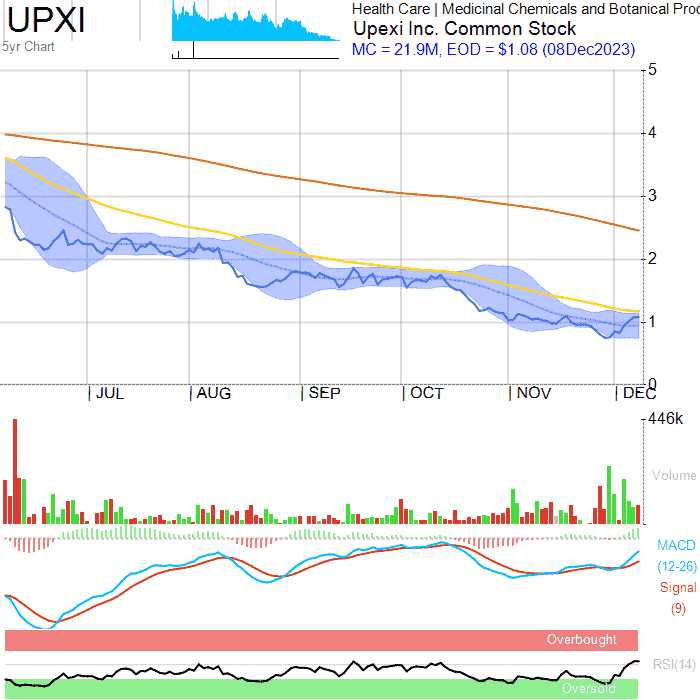 UPXI
5yr Chart
Health Care | Medicinal Chemicals and Botanical Proc
Upexi Inc. Common Stock
MC = 21.9M, EOD = $1.08 (08Dec2023)
5
4
3
2
1
0
JUL AUG SEP OCT NOV DEC
446k
Volume
MACD
(12-26)
Signal
(9)
Overbought
RSI(14)
Oversold